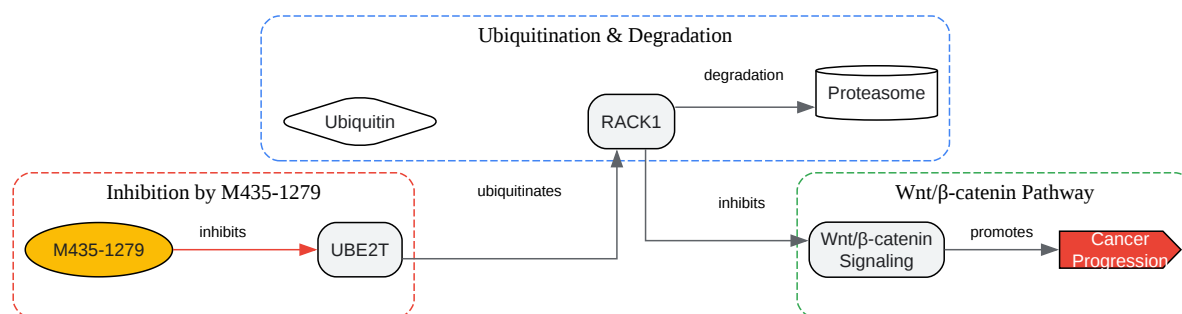 Ubiquitination & Degradation
degradation
Proteasome
Ubiquitin
RACK1
Inhibition by M435-1279
ubiquitinates
inhibits
Wnt/β-catenin Pathway
M435-1279
inhibits
UBE2T
Wnt/β-catenin
Signaling
promotes
Cancer
Progression